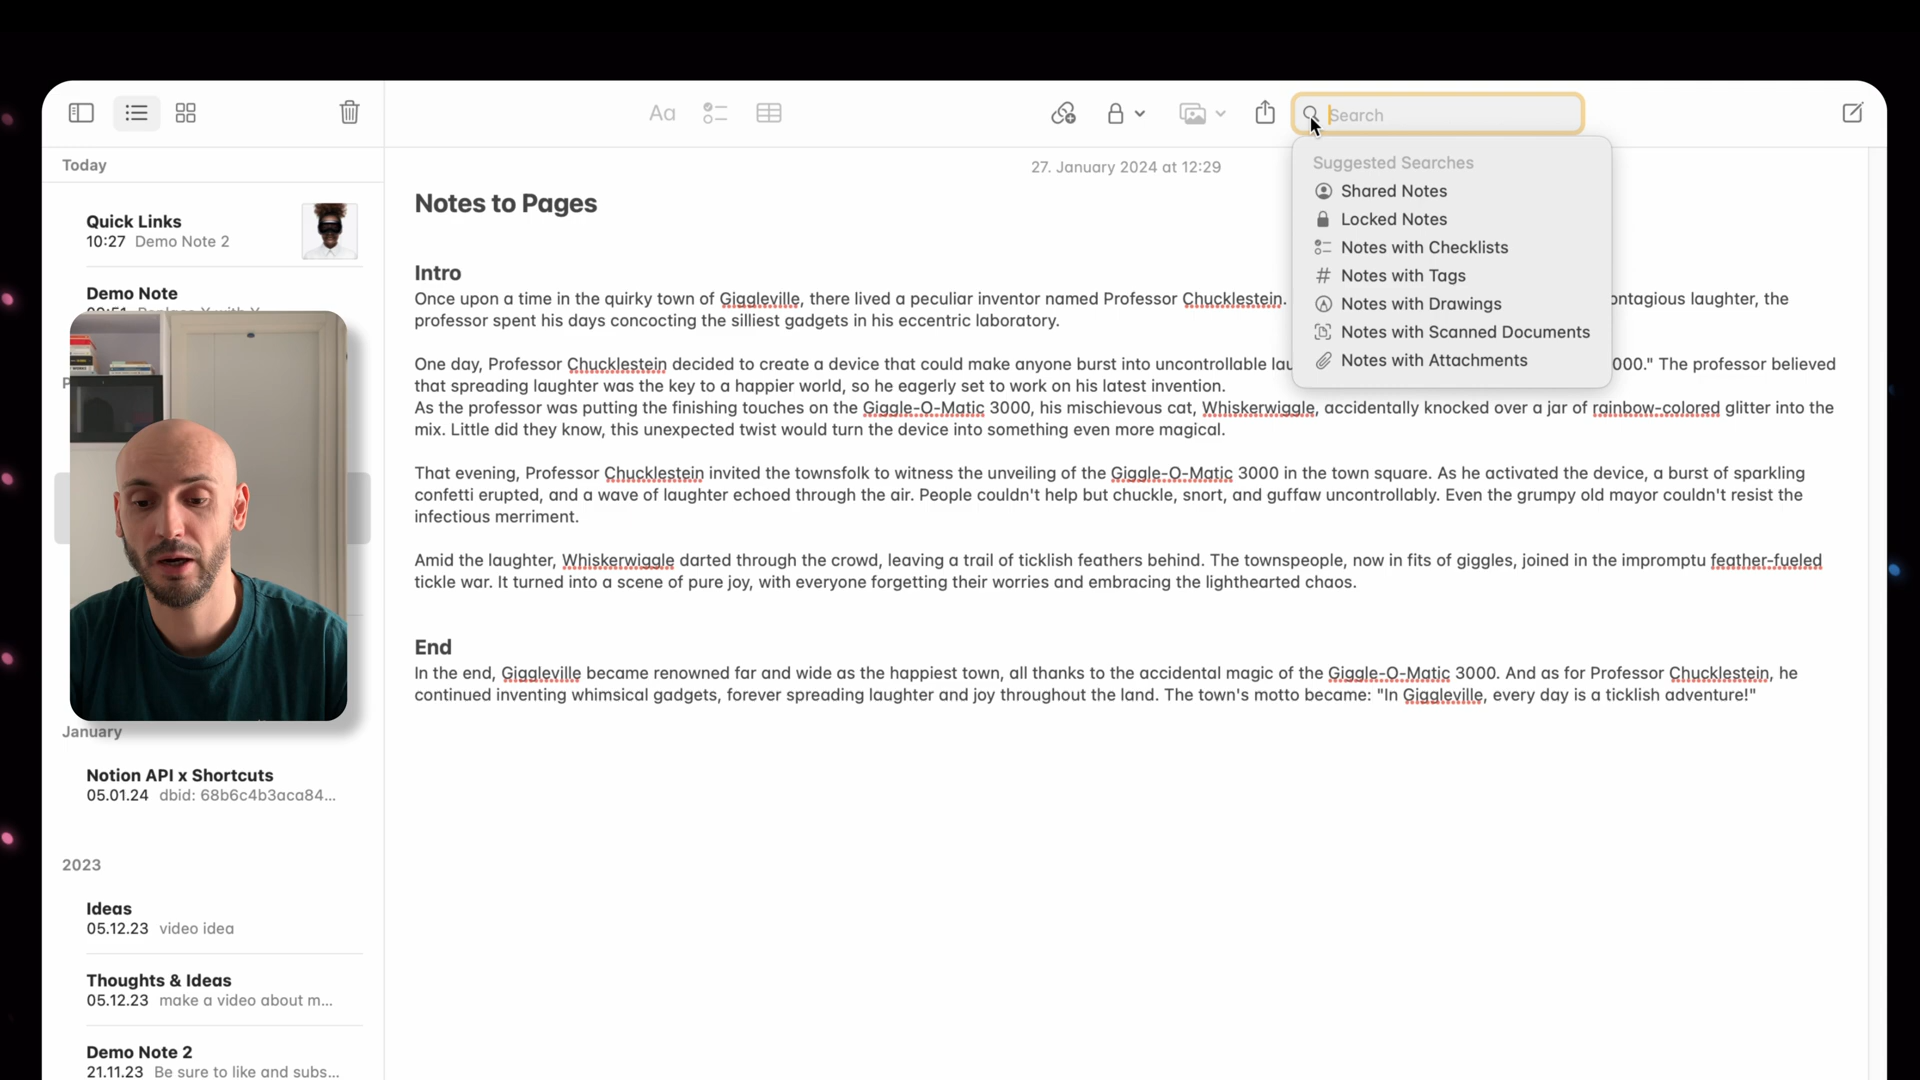 Search
Today
Quick Links
10:27 Demo Note 2
Demo Note
January
Notion API x Shortcuts
05.01.24 dbid: 68b6c4b3aca84...
2023
Ideas
05.12.23 video idea
Thoughts & Ideas
05.12.23 make a video about m...
Demo Note 2
21.11.23 Be sure to like and subs...
Aa
27. January 2024 at 12:29
Suggested Searches
Shared Notes
Locked Notes
Notes with Checklists
Notes with Tags
Notes with Drawings
Notes with Scanned Documents
Notes with Attachments
Notes to Pages
Intro
Once upon a time in the quirky town of Giggleville, there lived a peculiar inventor named Professor Chucklestein. laughter, the
professor spent his days concocting the silliest gadgets in his eccentric laboratory.
One day, Professor Chucklestein decided to create a device that could make anyone burst into uncontrollable 000." The professor believed
that spreading laughter was the key to a happier world, so he eagerly set to work on his latest invention.
As the professor was putting the finishing touches on the Giggle-O-Matic 3000, his mischievous cat, Whiskerwiggle, accidentally knocked over a jar of rainbow-colored glitter into the
mix. Little did they know, this unexpected twist would turn the device into something even more magical.
That evening, Professor Chucklestein invited the townsfolk to witness the unveiling of the Giggle-O-Matic 3000 in the town square. As he activated the device, a burst of sparkling
confetti erupted, and a wave of laughter echoed through the air. People couldn't help but chuckle, snort, and guffaw uncontrollably. Even the grumpy old mayor couldn't resist the
infectious merriment.
Amid the laughter, Whiskerwiggle darted through the crowd, leaving a trail of ticklish feathers behind. The townspeople, now in fits of giggles, joined in the impromptu feather-fueled
tickle war. It turned into a scene of pure joy, with everyone forgetting their worries and embracing the lighthearted chaos.
End
In the end, Giggleville became renowned far and wide as the happiest town, all thanks to the accidental magic of the Giggle-O-Matic 3000. And as for Professor Chucklestein, he
continued inventing whimsical gadgets, forever spreading laughter and joy throughout the land. The town's motto became: "In Giggleville, every day is a ticklish adventure!"